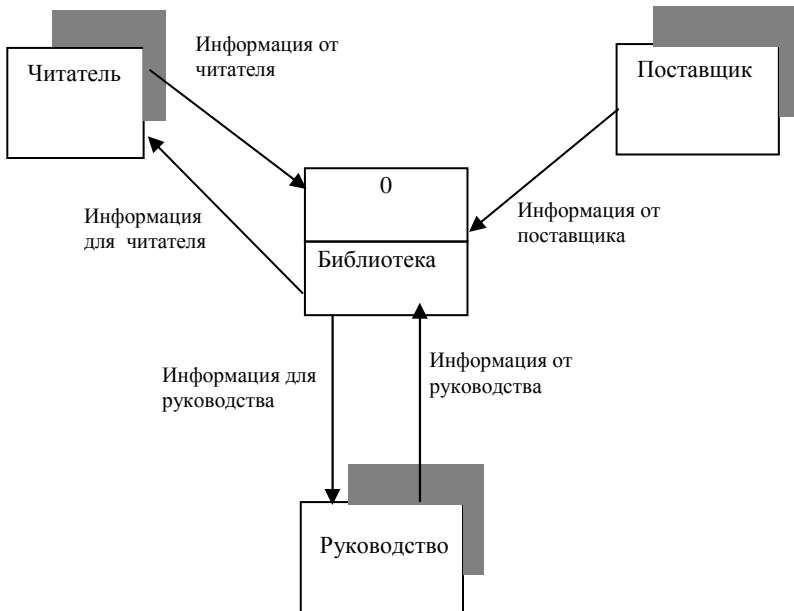 Информация от
читателя
Читатель
Поставщик
0
Информация
для читателя
Информация от
поставщика
Библиотека
Информация для
руководства
Информация от
руководства
Руководство